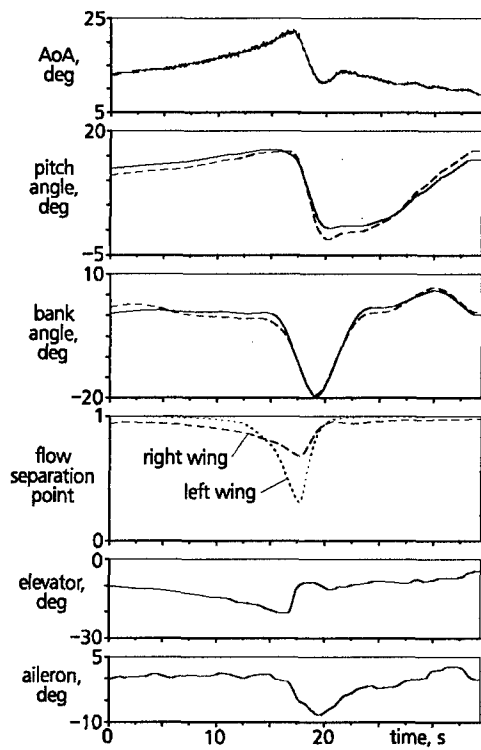 25
AoA,
deg
5
20
pitch
angle,
deg
-5
10
bank
angle,
deg
-20
1
flow
separation
point
right wing
left wing
0
0
elevator,
deg
-30
5
aileron,
deg
-10
0
10
20
time, s